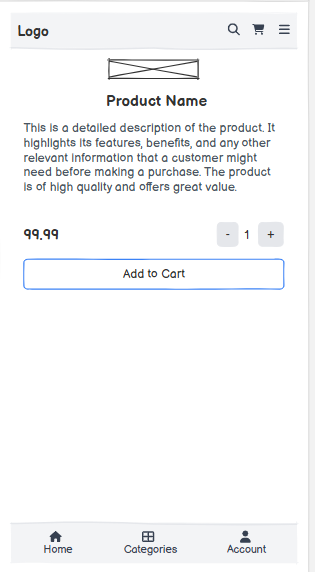 Logo
Product Name
This is a detailed description of the product. It
highlights its features, benefits, and any other
relevant information that a customer might
need before making a purchase. The product
is of high quality and offers great value.
99.99
- 1 +
Add to Cart
Home Categories Account